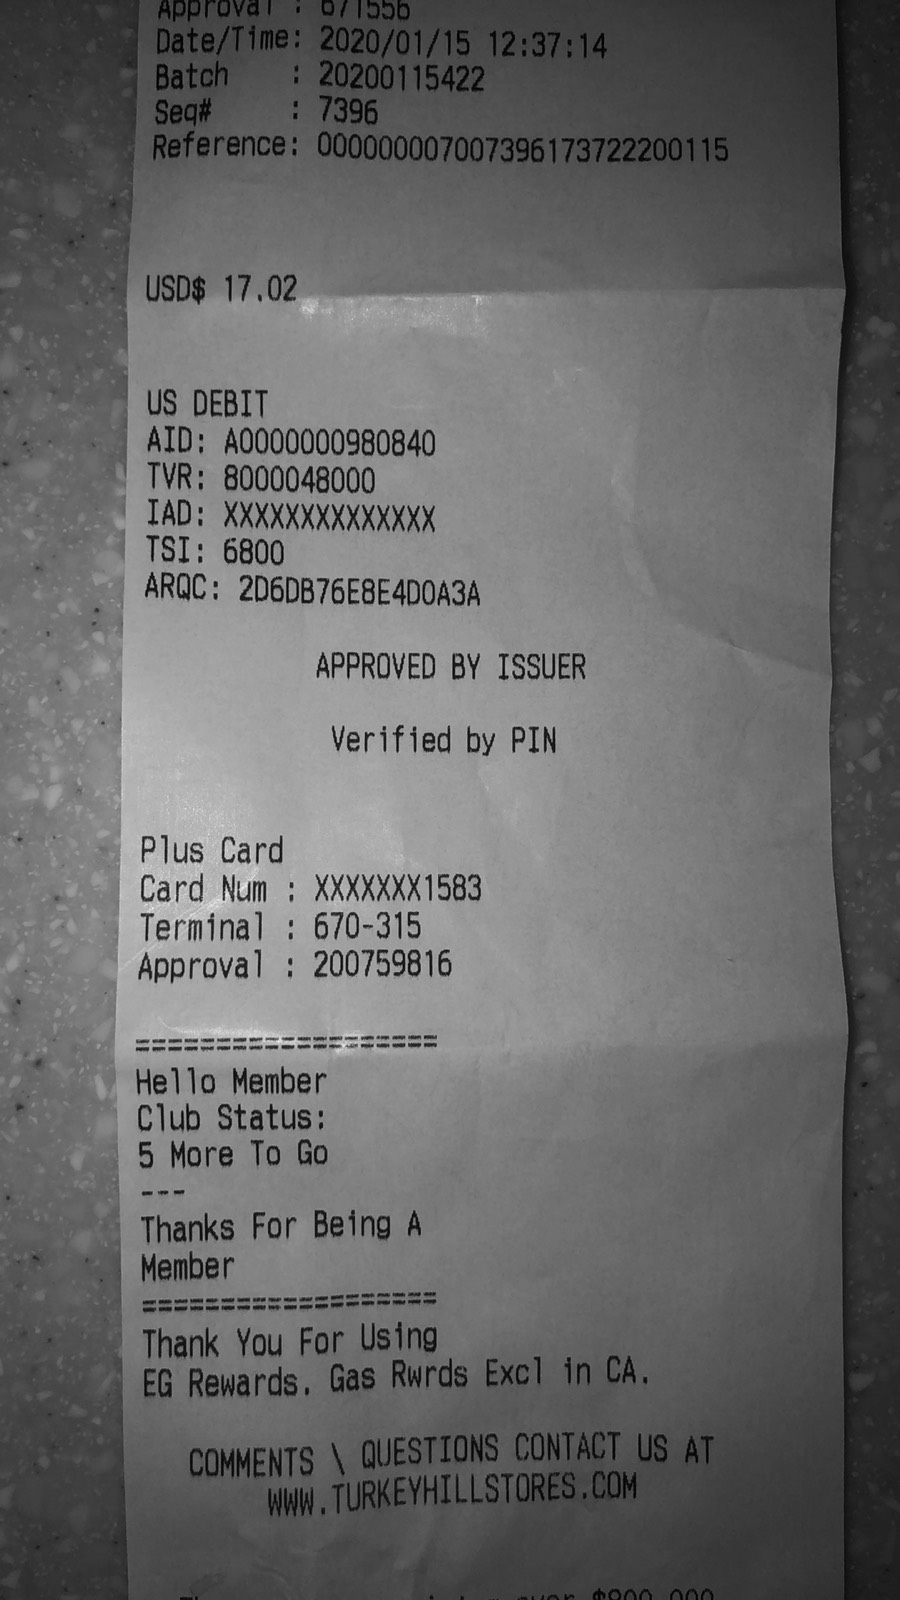 Approval : 671556
Date/Time: 2020/01/15 12:37:14
Batch : 20200115422
Seq# : 7396
Reference: 000000007007396173722200115
USD$ 17.02
US DEBIT
AID: A0000000980840
TVR: 8000048000
IAD: XXXXXXXXXXXXXX
TSI: 6800
ARQC: 2D6DB76E8E4D0A3A
APPROVED BY ISSUER
Verified by PIN
Plus Card
Card Num : XXXXXXX1583
Terminal : 670-315
Approval : 200759816
===================
Hello Member
Club Status:
5 More To Go
---
Thanks For Being A
Member
===================
Thank You For Using
EG Rewards. Gas Rwrds Excl in CA.
COMMENTS \ QUESTIONS CONTACT US AT
WWW.TURKEYHILLSTORES.COM
over $800,000